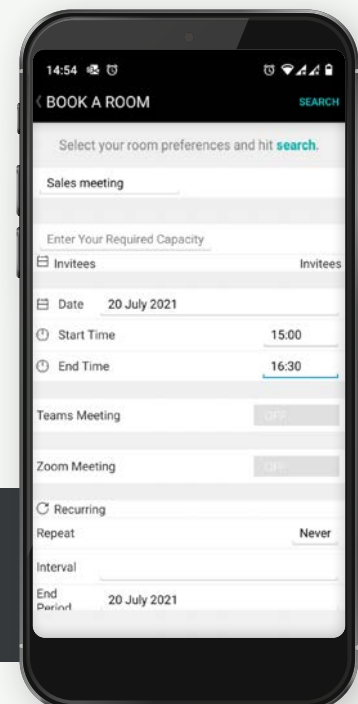 14:54
BOOK A ROOM SEARCH
Select your room preferences and hit search.
Sales meeting
Enter Your Required Capacity
Invitees Invitees
Date 20 July 2021
Start Time 15:00
End Time 16:30
Teams Meeting OFF
Zoom Meeting OFF
Recurring
Repeat Never
Interval
End
Period 20 July 2021